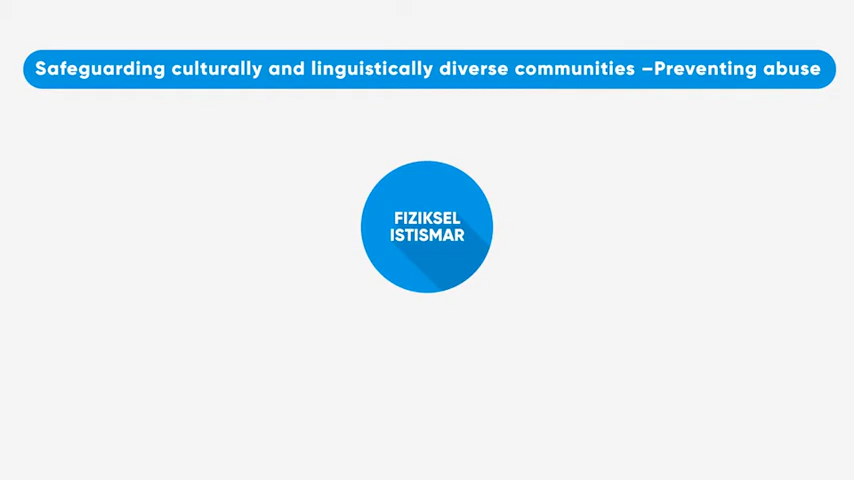 Safeguarding culturally and linguistically diverse communities –Preventing abuse
FIZIKSEL
ISTISMAR